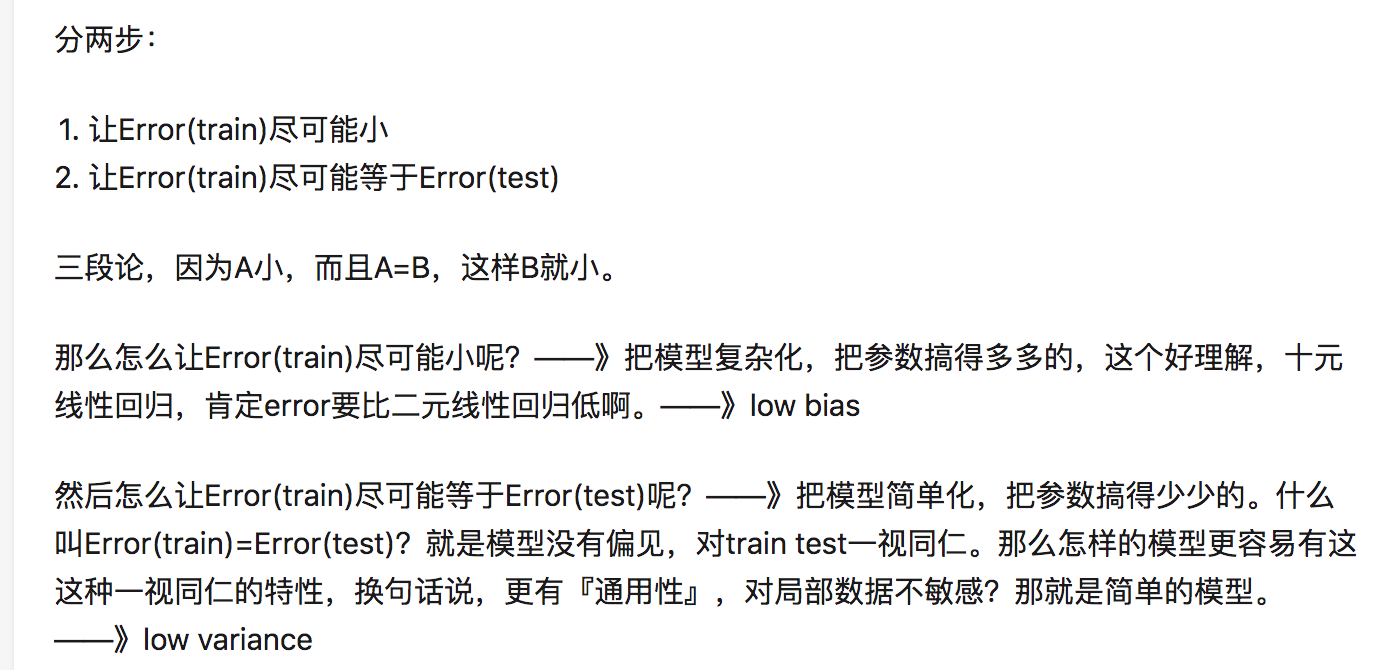 分两步：
1. 让Error(train)尽可能小
2. 让Error(train)尽可能等于Error(test)
三段论，因为A小，而且A=B，这样B就小。
那么怎么让Error(train)尽可能小呢？——》把模型复杂化，把参数搞得多多的，这个好理解，十元
线性回归，肯定error要比二元线性回归低啊。——》low bias
然后怎么让Error(train)尽可能等于Error(test)呢？——》把模型简单化，把参数搞得少少的。什么
叫Error(train)=Error(test)？就是模型没有偏见，对train test一视同仁。那么怎样的模型更容易有这
这种一视同仁的特性，换句话说，更有『通用性』，对局部数据不敏感？那就是简单的模型。
——》low variance